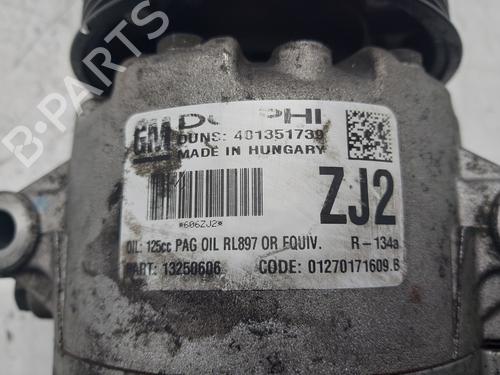 GM DELPHI
DUNS: 401351739
MADE IN HUNGARY
*606ZJ2*
ZJ2
OIL: 125cc PAG OIL RL897 OR EQUIV. R-134a
PART: 13250606 CODE: 01270171609.B